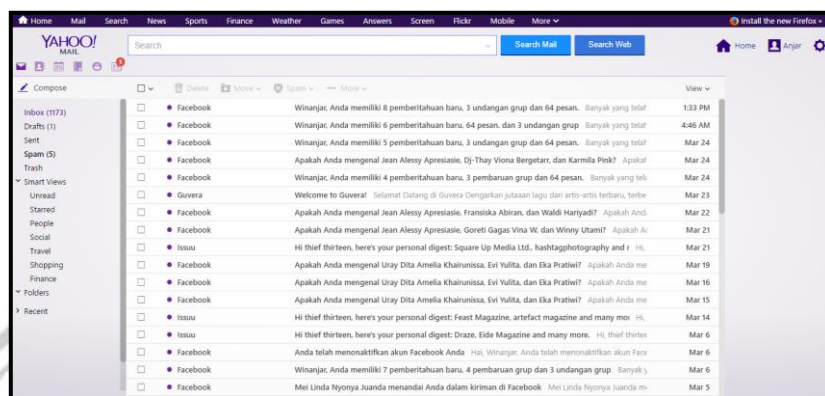 Home Mail Search News Sports Finance Weather Games Answers Screen Flickr Mobile More Install the new Firefox »
YAHOO! MAIL
Search Search Mail Search Web Home Anjar
Compose Delete Move Spam More View
Inbox (1173)
Drafts (1)
Sent
Spam (5)
Trash
Smart Views
Unread
Starred
People
Social
Travel
Shopping
Finance
Folders
Recent
Facebook Winanjar, Anda memiliki 8 pemberitahuan baru, 3 undangan grup dan 64 pesan. Banyak yang telah 1:33 PM
Facebook Winanjar, Anda memiliki 6 pemberitahuan baru, 64 pesan. dan 3 undangan grup Banyak yang telah 4:46 AM
Facebook Winanjar, Anda memiliki 5 pemberitahuan baru, 3 undangan grup dan 64 pesan. Banyak yang telah Mar 24
Facebook Apakah Anda mengenal Jean Alessy Apresiasie, Dj-Thay Viona Bergetarr, dan Karmila Pink? Apakah Mar 24
Facebook Winanjar, Anda memiliki 4 pemberitahuan baru, 3 pembaruan grup dan 64 pesan. Banyak yang tela Mar 24
Guvera Welcome to Guvera! Selamat Datang di Guvera Dengarkan jutaaan lagu dari artis-artis terbaru, terbe Mar 23
Facebook Apakah Anda mengenal Jean Alessy Apresiasie, Fransiska Abiran, dan Waldi Hariyadi? Apakah Anda Mar 22
Facebook Apakah Anda mengenal Jean Alessy Apresiasie, Goreti Gagas Vina W, dan Winny Utami? Apakah A Mar 21
Issuu Hi thief thirteen, here's your personal digest: Square Up Media Ltd., hashtagphotography and r Hi, Mar 21
Facebook Apakah Anda mengenal Uray Dita Amelia Khairunissa, Evi Yulita, dan Eka Pratiwi? Apakah Anda me Mar 19
Facebook Apakah Anda mengenal Uray Dita Amelia Khairunissa, Evi Yulita, dan Eka Pratiwi? Apakah Anda me Mar 16
Facebook Apakah Anda mengenal Uray Dita Amelia Khairunissa, Evi Yulita, dan Eka Pratiwi? Apakah Anda me Mar 15
Issuu Hi thief thirteen, here's your personal digest: Feast Magazine, artefact magazine and many mo Hi, Mar 14
Issuu Hi thief thirteen, here's your personal digest: Draze, Eide Magazine and many more. Hi, thief thirtee Mar 6
Facebook Anda telah menonaktifkan akun Facebook Anda Hai, Winanjar, Anda telah menonaktifkan akun Face Mar 6
Facebook Winanjar, Anda memiliki 7 pemberitahuan baru, 4 pembaruan grup dan 3 undangan grup Banyak y Mar 6
Facebook Mei Linda Nyonya Juanda menandai Anda dalam kiriman di Facebook Mei Linda Nyonya Juanda m Mar 5